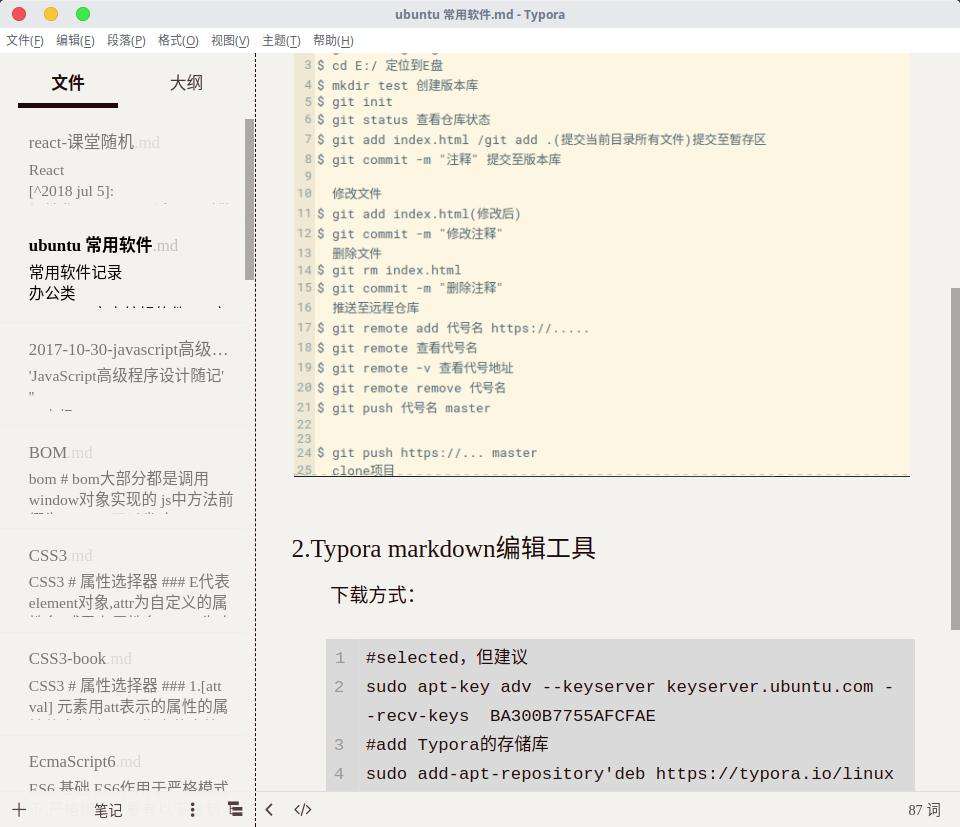 ubuntu 常用软件.md - Typora
文件(F) 编辑(E) 段落(P) 格式(O) 视图(V) 主题(T) 帮助(H)
文件 大纲
react-课堂随机.md
React
[^2018 jul 5]:
ubuntu 常用软件.md
常用软件记录
办公类
2017-10-30-javascript高级…
'JavaScript高级程序设计随记'
"
BOM.md
bom # bom大部分都是调用
window对象实现的 js中方法前
CSS3.md
CSS3 # 属性选择器 ### E代表
element对象,attr为自定义的属
CSS3-book.md
CSS3 # 属性选择器 ### 1.[att
val] 元素用att表示的属性的属
EcmaScript6.md
ES6 基础 ES6作用于严格模式
笔记
3 $ cd E:/ 定位到E盘
4 $ mkdir test 创建版本库
5 $ git init
6 $ git status 查看仓库状态
7 $ git add index.html /git add .(提交当前目录所有文件)提交至暂存区
8 $ git commit -m "注释" 提交至版本库
9
10 修改文件
11 $ git add index.html(修改后)
12 $ git commit -m "修改注释"
13 删除文件
14 $ git rm index.html
15 $ git commit -m "删除注释"
16 推送至远程仓库
17 $ git remote add 代号名 https://.....
18 $ git remote 查看代号名
19 $ git remote -v 查看代号地址
20 $ git remote remove 代号名
21 $ git push 代号名 master
22
23
24 $ git push https://... master
25 clone项目
2.Typora markdown编辑工具
下载方式：
1 #selected，但建议
2 sudo apt-key adv --keyserver keyserver.ubuntu.com -
-recv-keys  BA300B7755AFCFAE
3 #add Typora的存储库
4 sudo add-apt-repository'deb https://typora.io/linux
</> 87 词